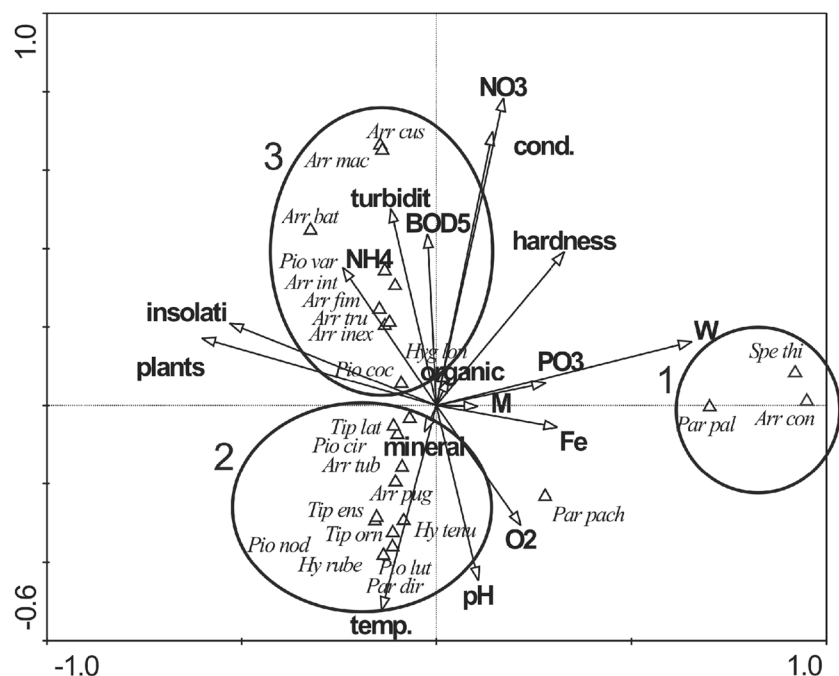 1.0
NO3
Arr cus
cond.
3
Arr mac
turbidit
Arr bat
BOD5
hardness
Pio var
NH4
Arr int
Arr fim
insolati
Arr tru
W
Arr inex
Hyg lon
Spe thi
plants
Pio coc
organic
PO3
1
M
Par pal
Arr con
Tip lat
Pio cir
mineral
Fe
2
Arr tub
Arr pug
Tip ens
Par pach
Tip orn
Hy tenu
O2
Pio nod
Hy rube
Pio lut
Par dir
pH
temp.
-0.6
-1.0
1.0